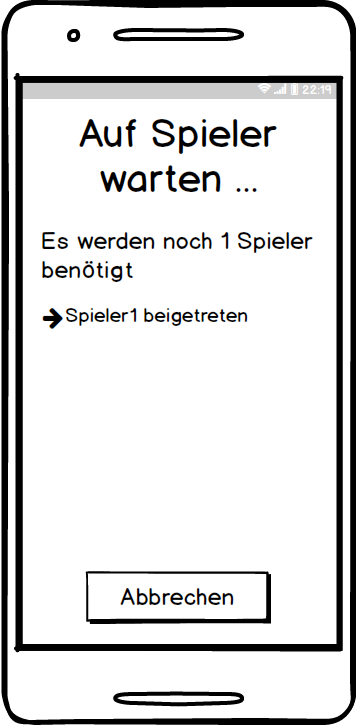 22:19
Auf Spieler
warten ...
Es werden noch 1 Spieler
benötigt
Spieler1 beigetreten
Abbrechen